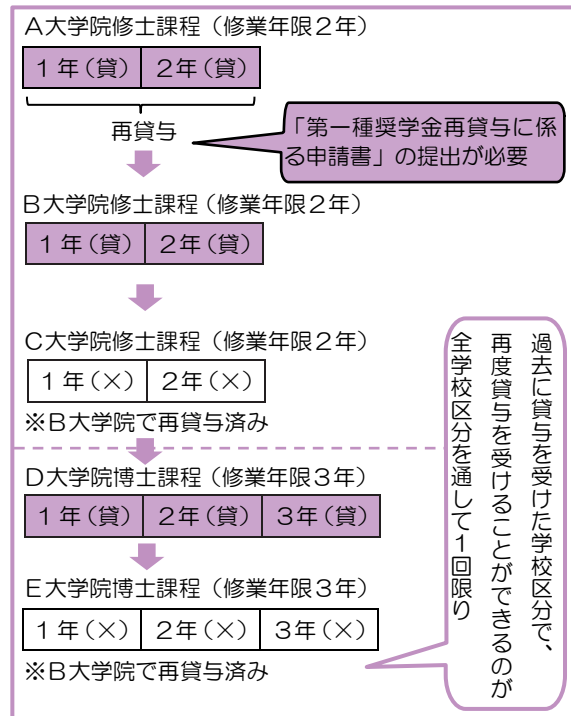 A大学院修士課程（修業年限2年）
1年(貸) 2年(貸)
再貸与
「第一種奨学金再貸与に係
る申請書」の提出が必要
B大学院修士課程（修業年限2年）
1年(貸) 2年(貸)
C大学院修士課程（修業年限2年）
1年(×) 2年(×)
※B大学院で再貸与済み
D大学院博士課程（修業年限3年）
1年(貸) 2年(貸) 3年(貸)
E大学院博士課程（修業年限3年）
1年(×) 2年(×) 3年(×)
※B大学院で再貸与済み
過去に貸与を受けた学校区分で、
再度貸与を受けることができるのが
全学校区分を通して1回限り